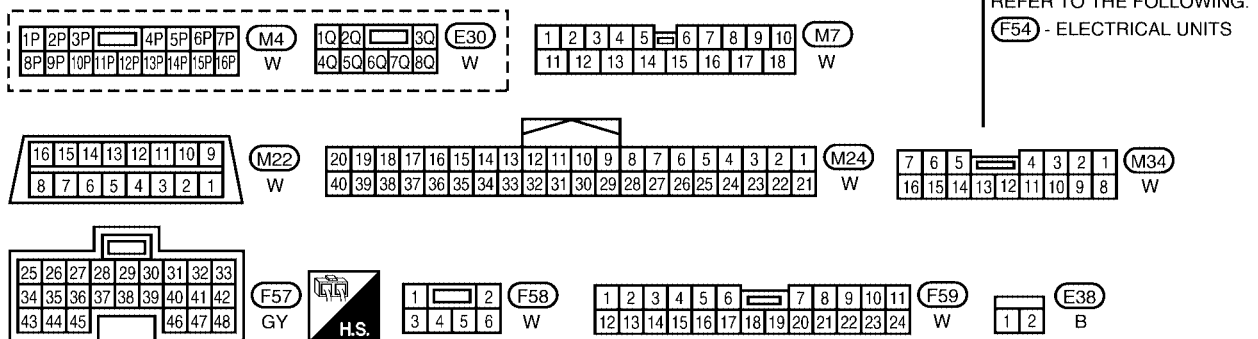 REFER TO THE FOLLOWING.
F54 - ELECTRICAL UNITS
1P 2P 3P 4P 5P 6P 7P M4
8P 9P 10P 11P 12P 13P 14P 15P 16P W
1Q 2Q 3Q E30
4Q 5Q 6Q 7Q 8Q W
1 2 3 4 5 6 7 8 9 10 M7
11 12 13 14 15 16 17 18 W
16 15 14 13 12 11 10 9 M22
8 7 6 5 4 3 2 1 W
20 19 18 17 16 15 14 13 12 11 10 9 8 7 6 5 4 3 2 1 M24
40 39 38 37 36 35 34 33 32 31 30 29 28 27 26 25 24 23 22 21 W
7 6 5 4 3 2 1 M34
16 15 14 13 12 11 10 9 8 W
25 26 27 28 29 30 31 32 33
34 35 36 37 38 39 40 41 42 F57
43 44 45 46 47 48 GY
H.S.
1 2 F58
3 4 5 6 W
1 2 3 4 5 6 7 8 9 10 11 F59
12 13 14 15 16 17 18 19 20 21 22 23 24 W
E38
1 2 B